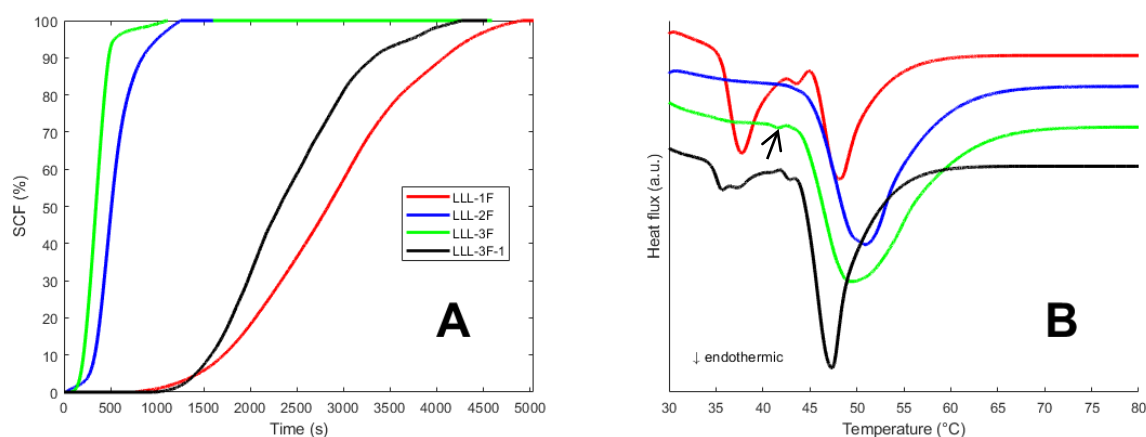 100
90
80
70
60
50
40
30
20
10
0
SCF (%)
LLL-1F
LLL-2F
LLL-3F
LLL-3F-1
A
0 500 1000 1500 2000 2500 3000 3500 4000 4500 5000
Time (s)
Heat flux (a.u.)
B
↓ endothermic
30 35 40 45 50 55 60 65 70 75 80
Temperature (°C)